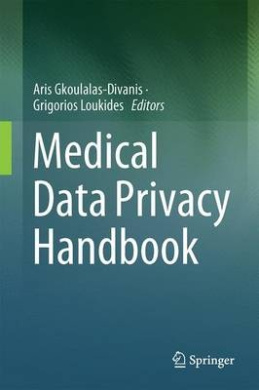 Aris Gkoulalas-Divanis ·
Grigorios Loukides Editors
Medical
Data Privacy
Handbook
Springer